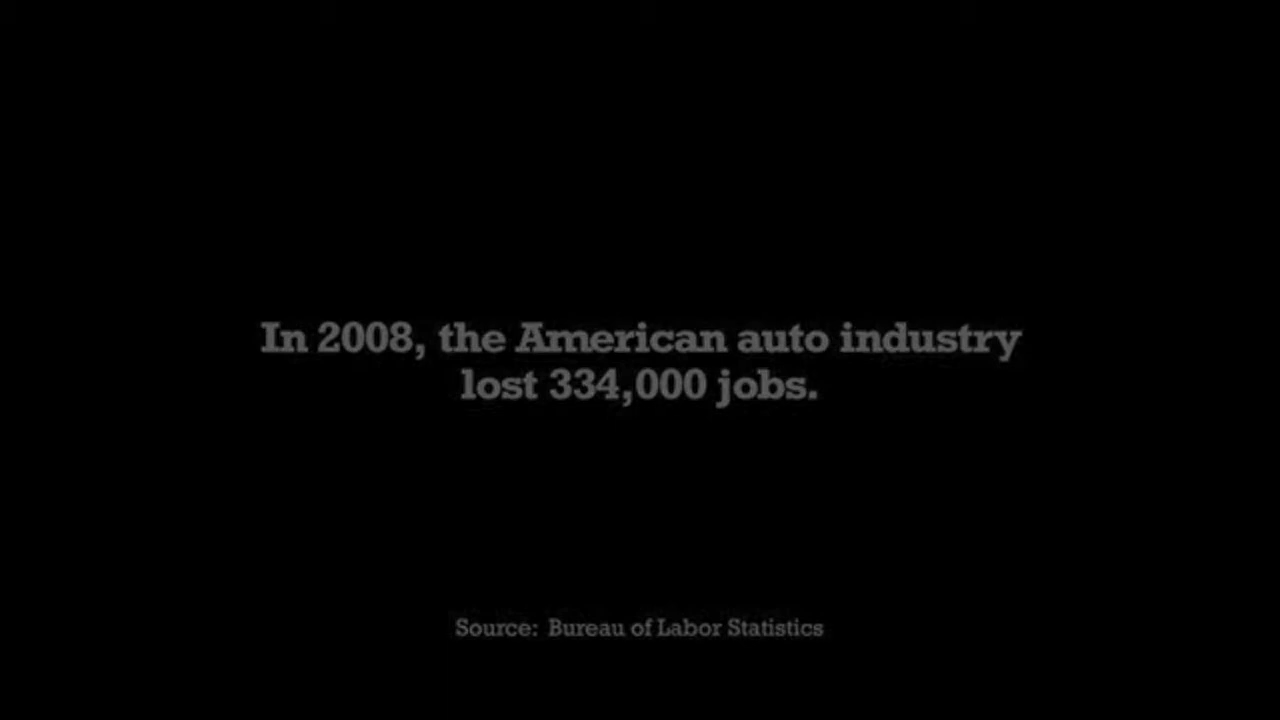 In 2008, the American auto industry
lost 334,000 jobs.
Source: Bureau of Labor Statistics